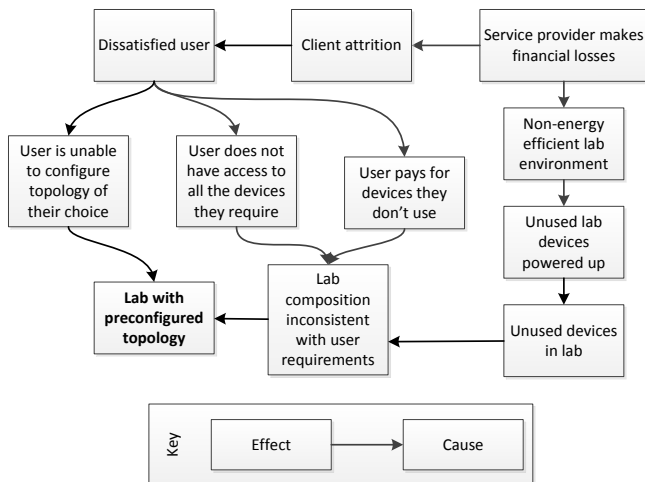 Dissatisfied user
Client attrition
Service provider makes
financial losses
User is unable
to configure
topology of
their choice
User does not
have access to
all the devices
they require
User pays for
devices they
don't use
Non-energy
efficient lab
environment
Unused lab
devices
powered up
Lab with
preconfigured
topology
Lab
composition
inconsistent
with user
requirements
Unused devices
in lab
Key
Effect
Cause